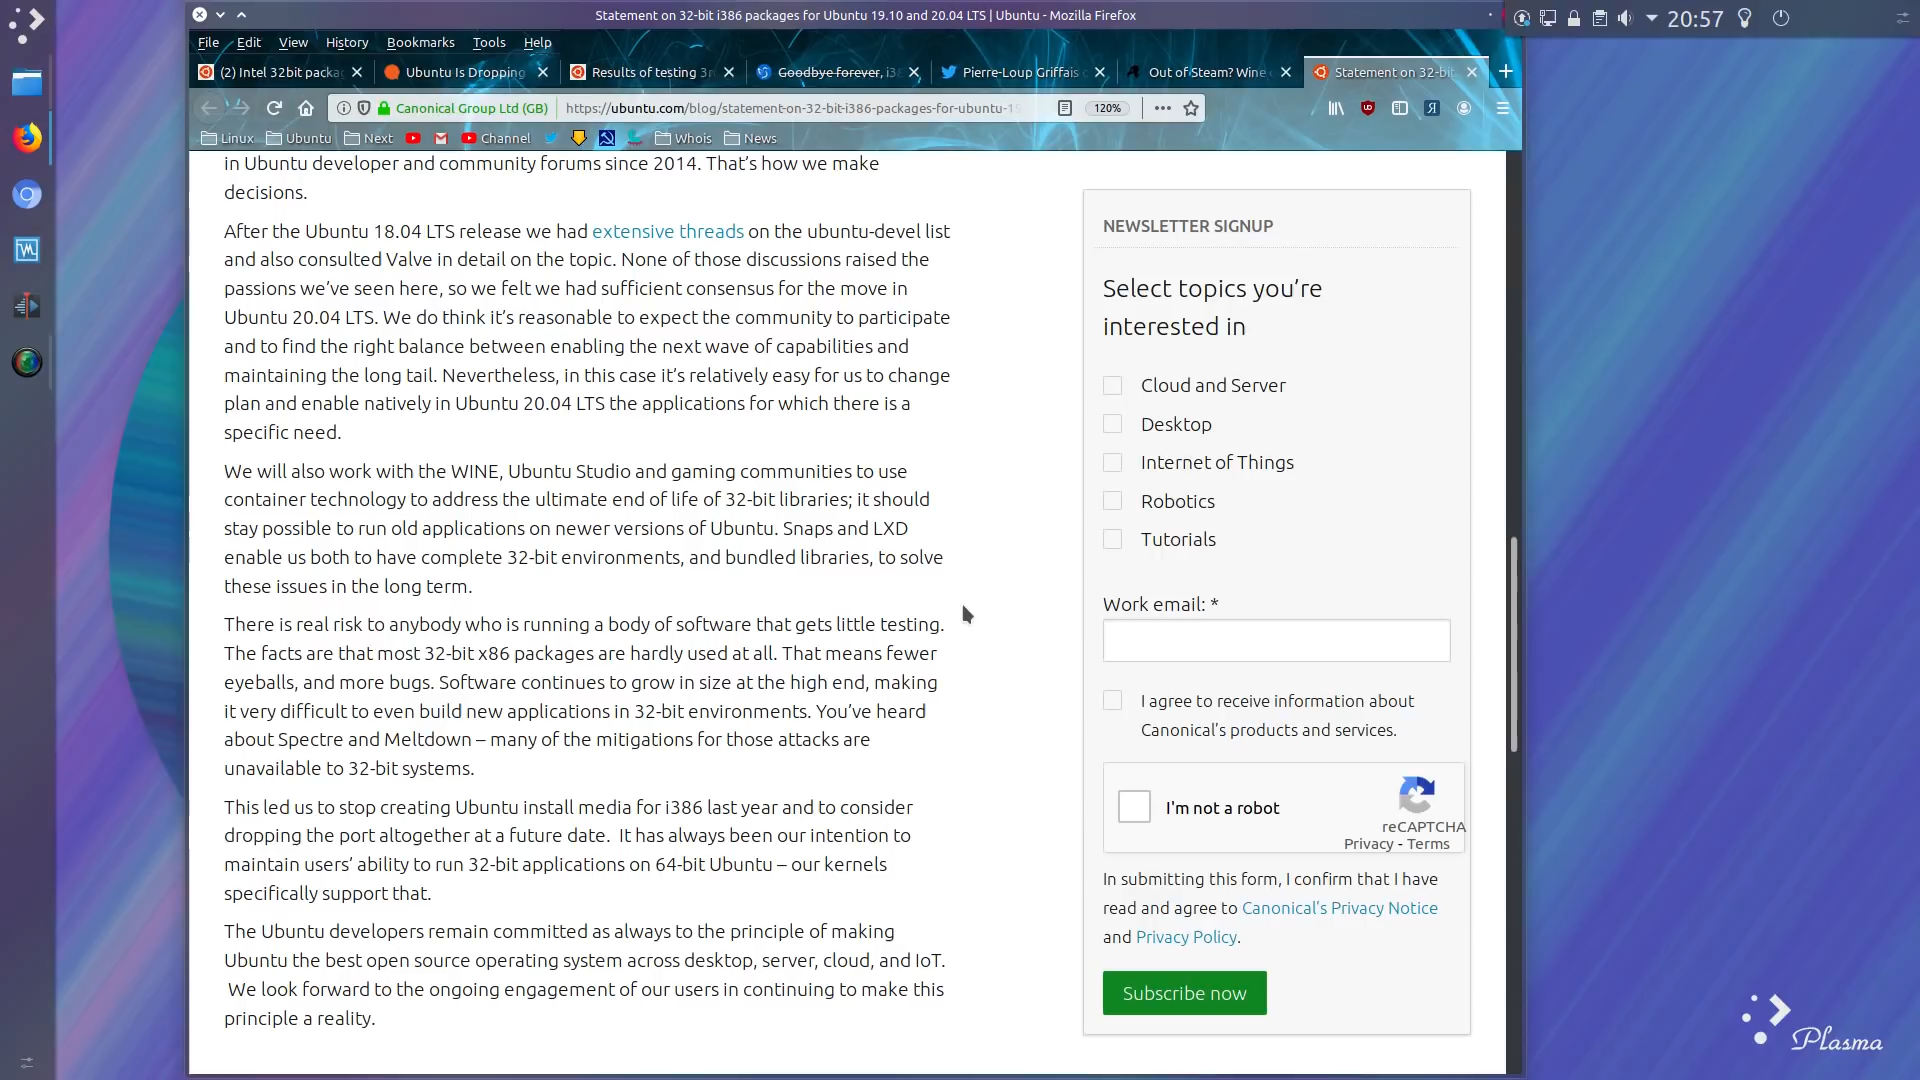 Statement on 32-bit i386 packages for Ubuntu 19.10 and 20.04 LTS | Ubuntu - Mozilla Firefox
20:57
File Edit View History Bookmarks Tools Help
(2) Intel 32bit packa
Ubuntu Is Dropping
Results of testing 3r
Goodbye forever, i3
Pierre-Loup Griffais
Out of Steam? Wine
Statement on 32-bit
Canonical Group Ltd (GB)
https://ubuntu.com/blog/statement-on-32-bit-i386-packages-for-ubuntu-19
120%
Linux Ubuntu Next Channel Whois News
in Ubuntu developer and community forums since 2014. That’s how we make
decisions.
After the Ubuntu 18.04 LTS release we had extensive threads on the ubuntu-devel list
and also consulted Valve in detail on the topic. None of those discussions raised the
passions we’ve seen here, so we felt we had sufficient consensus for the move in
Ubuntu 20.04 LTS. We do think it’s reasonable to expect the community to participate
and to find the right balance between enabling the next wave of capabilities and
maintaining the long tail. Nevertheless, in this case it’s relatively easy for us to change
plan and enable natively in Ubuntu 20.04 LTS the applications for which there is a
specific need.
We will also work with the WINE, Ubuntu Studio and gaming communities to use
container technology to address the ultimate end of life of 32-bit libraries; it should
stay possible to run old applications on newer versions of Ubuntu. Snaps and LXD
enable us both to have complete 32-bit environments, and bundled libraries, to solve
these issues in the long term.
There is real risk to anybody who is running a body of software that gets little testing.
The facts are that most 32-bit x86 packages are hardly used at all. That means fewer
eyeballs, and more bugs. Software continues to grow in size at the high end, making
it very difficult to even build new applications in 32-bit environments. You’ve heard
about Spectre and Meltdown – many of the mitigations for those attacks are
unavailable to 32-bit systems.
This led us to stop creating Ubuntu install media for i386 last year and to consider
dropping the port altogether at a future date.  It has always been our intention to
maintain users’ ability to run 32-bit applications on 64-bit Ubuntu – our kernels
specifically support that.
The Ubuntu developers remain committed as always to the principle of making
Ubuntu the best open source operating system across desktop, server, cloud, and IoT.
We look forward to the ongoing engagement of our users in continuing to make this
principle a reality.
NEWSLETTER SIGNUP
Select topics you’re
interested in
Cloud and Server
Desktop
Internet of Things
Robotics
Tutorials
Work email: *
I agree to receive information about
Canonical’s products and services.
I'm not a robot
reCAPTCHA
Privacy - Terms
In submitting this form, I confirm that I have
read and agree to Canonical’s Privacy Notice
and Privacy Policy.
Subscribe now
Plasma